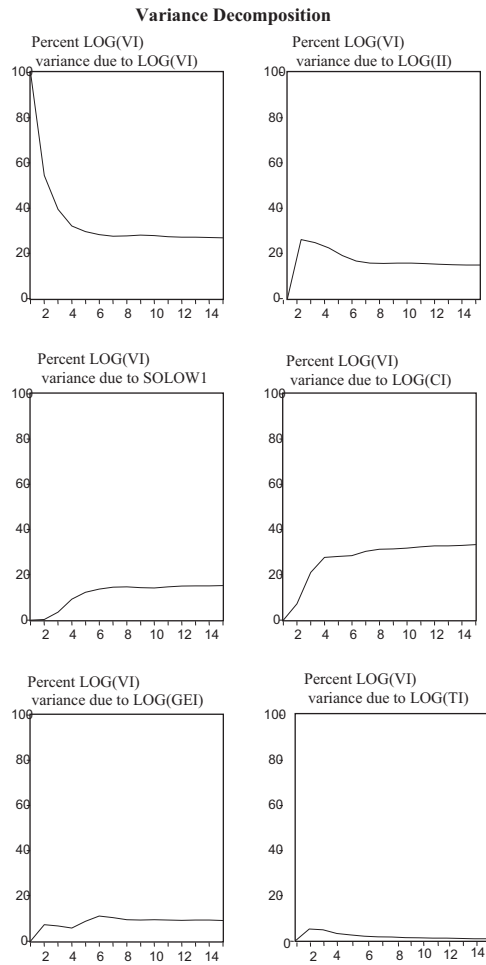 Variance Decomposition
Percent LOG(VI)
variance due to LOG(VI)
100
80
60
40
20
0
2 4 6 8 10 12 14
Percent LOG(VI)
variance due to LOG(II)
100
80
60
40
20
0
2 4 6 8 10 12 14
Percent LOG(VI)
variance due to SOLOW1
100
80
60
40
20
0
2 4 6 8 10 12 14
Percent LOG(VI)
variance due to LOG(CI)
100
80
60
40
20
0
2 4 6 8 10 12 14
Percent LOG(VI)
variance due to LOG(GEI)
100
80
60
40
20
0
2 4 6 8 10 12 14
Percent LOG(VI)
variance due to LOG(TI)
100
80
60
40
20
0
2 4 6 8 10 12 14